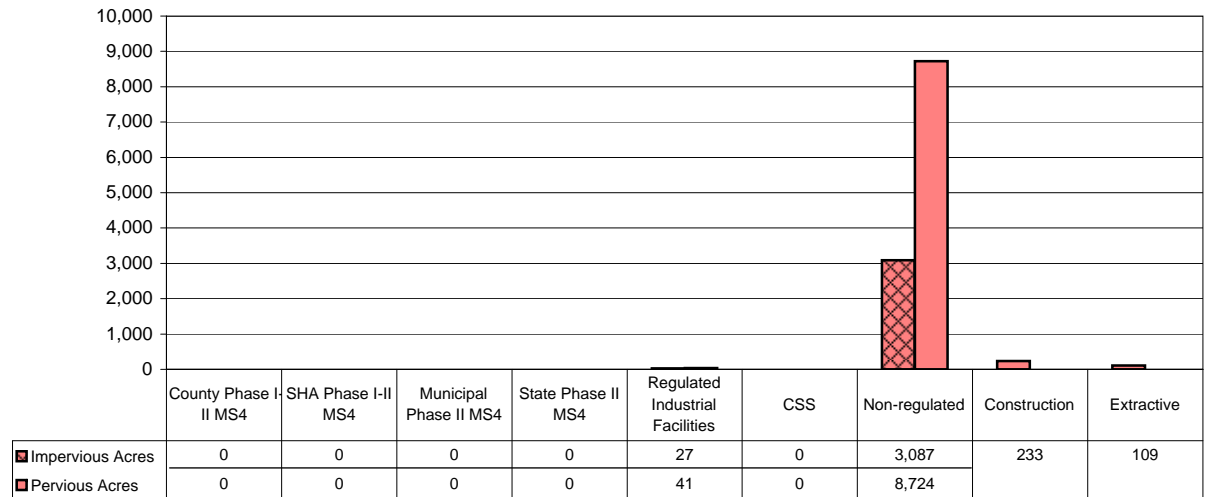 10,000
9,000
8,000
7,000
6,000
5,000
4,000
3,000
2,000
1,000
0
County Phase I-
II MS4
SHA Phase I-II
MS4
Municipal
Phase II MS4
State Phase II
MS4
Regulated
Industrial
Facilities
CSS
Non-regulated
Construction
Extractive
Impervious Acres 0 0 0 0 27 0 3,087 233 109
Pervious Acres 0 0 0 0 41 0 8,724